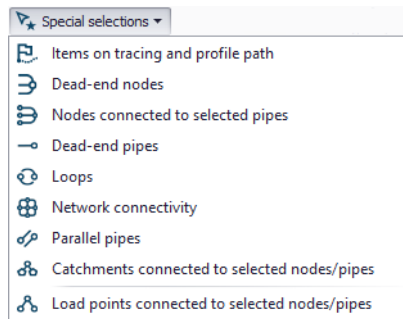 Special selections
Items on tracing and profile path
Dead-end nodes
Nodes connected to selected pipes
Dead-end pipes
Loops
Network connectivity
Parallel pipes
Catchments connected to selected nodes/pipes
Load points connected to selected nodes/pipes